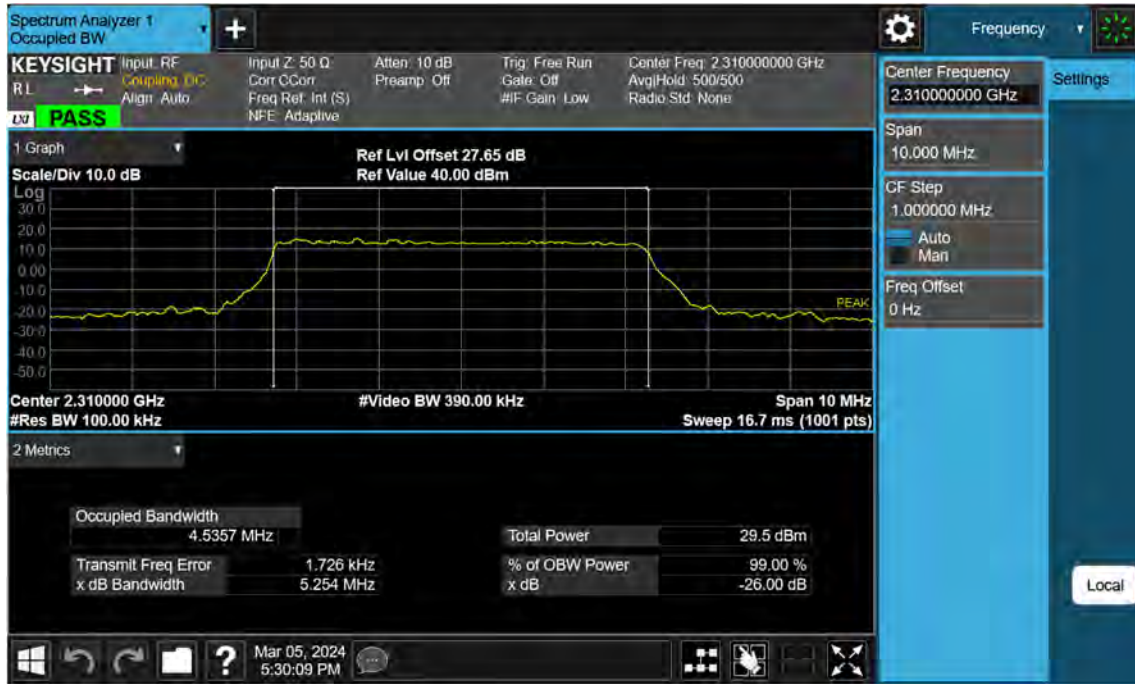 Spectrum Analyzer 1
Occupied BW
Frequency
KEYSIGHT
R L
LXI PASS
Input: RF
Coupling: DC
Align: Auto
Input Z: 50 Ω
Corr CCorr
Freq Ref: Int (S)
NFE: Adaptive
Atten: 10 dB
Preamp: Off
Trig: Free Run
Gate: Off
#IF Gain: Low
Center Freq: 2.310000000 GHz
Avg|Hold: 500/500
Radio Std: None
1 Graph
Scale/Div 10.0 dB
Ref Lvl Offset 27.65 dB
Ref Value 40.00 dBm
Log
30.0
20.0
10.0
0.00
-10.0
-20.0
-30.0
-40.0
-50.0
PEAK
Center 2.310000 GHz
#Video BW 390.00 kHz
Span 10 MHz
#Res BW 100.00 kHz
Sweep 16.7 ms (1001 pts)
2 Metrics
Occupied Bandwidth
4.5357 MHz
Total Power 29.5 dBm
Transmit Freq Error 1.726 kHz
% of OBW Power 99.00 %
x dB Bandwidth 5.254 MHz
x dB -26.00 dB
Mar 05, 2024
5:30:09 PM
Center Frequency
2.310000000 GHz
Settings
Span
10.000 MHz
CF Step
1.000000 MHz
Auto
Man
Freq Offset
0 Hz
Local